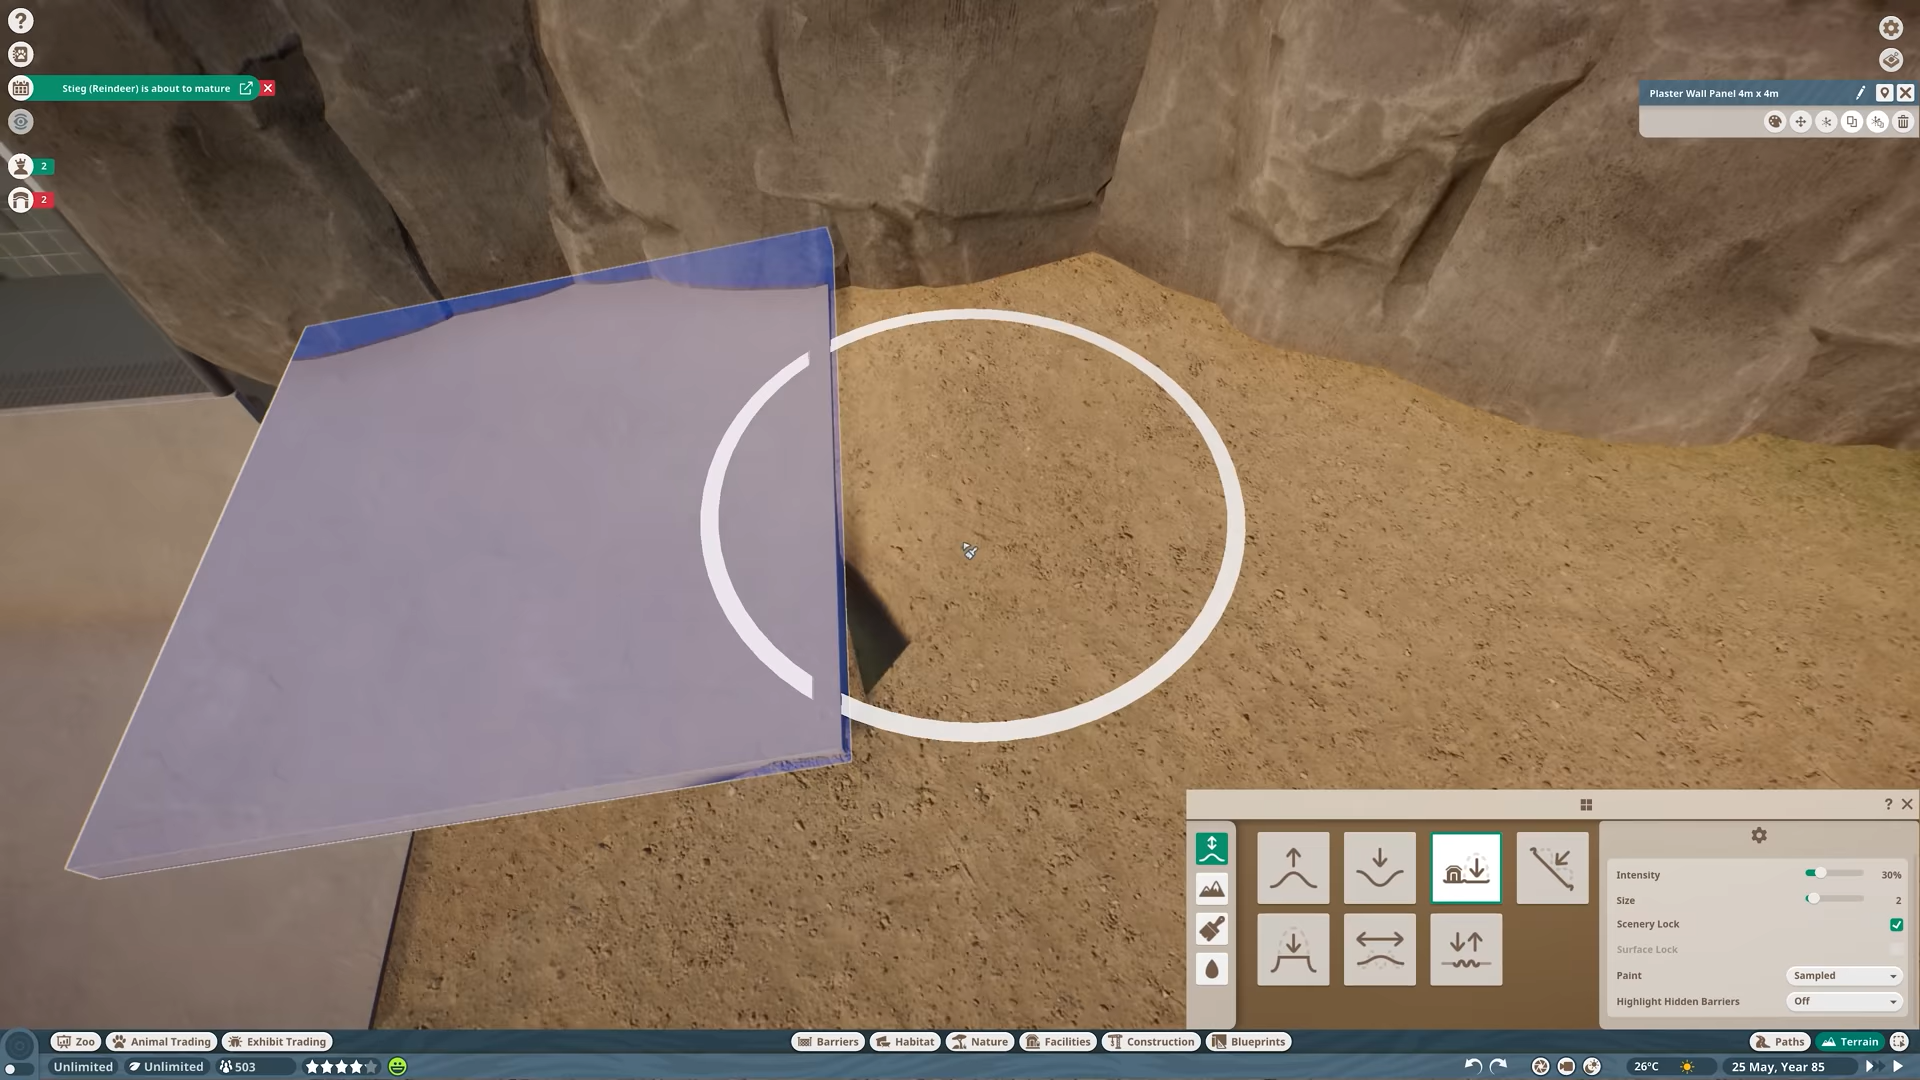 ?
Stieg (Reindeer) is about to mature
2
2
Plaster Wall Panel 4m x 4m
?
Intensity 30%
Size 2
Scenery Lock
Surface Lock
Paint Sampled
Highlight Hidden Barriers Off
Zoo Animal Trading Exhibit Trading Barriers Habitat Nature Facilities Construction Blueprints Paths Terrain
Unlimited Unlimited 503 26°C 25 May, Year 85